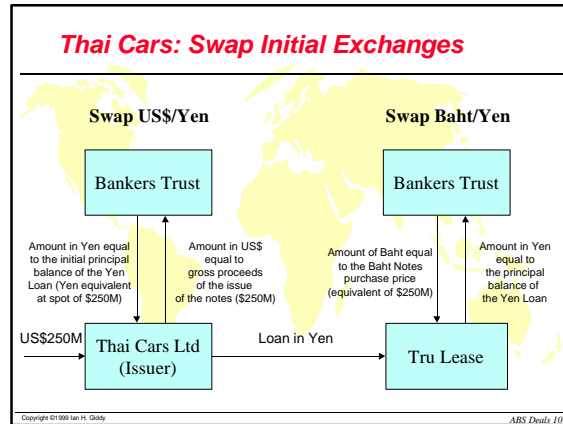 Thai Cars: Swap Initial Exchanges
Swap US$/Yen
Swap Baht/Yen
Bankers Trust
Bankers Trust
Amount in Yen equal
to the initial principal
balance of the Yen
Loan (Yen equivalent
at spot of $250M)
Amount in US$
equal to
gross proceeds
of the issue
of the notes ($250M)
Amount of Baht equal
to the Baht Notes
purchase price
(equivalent of $250M)
Amount in Yen
equal to
the principal
balance of
the Yen Loan
US$250M
Thai Cars Ltd
(Issuer)
Loan in Yen
Tru Lease
Copyright ©1999 Ian H. Giddy
ABS Deals 10